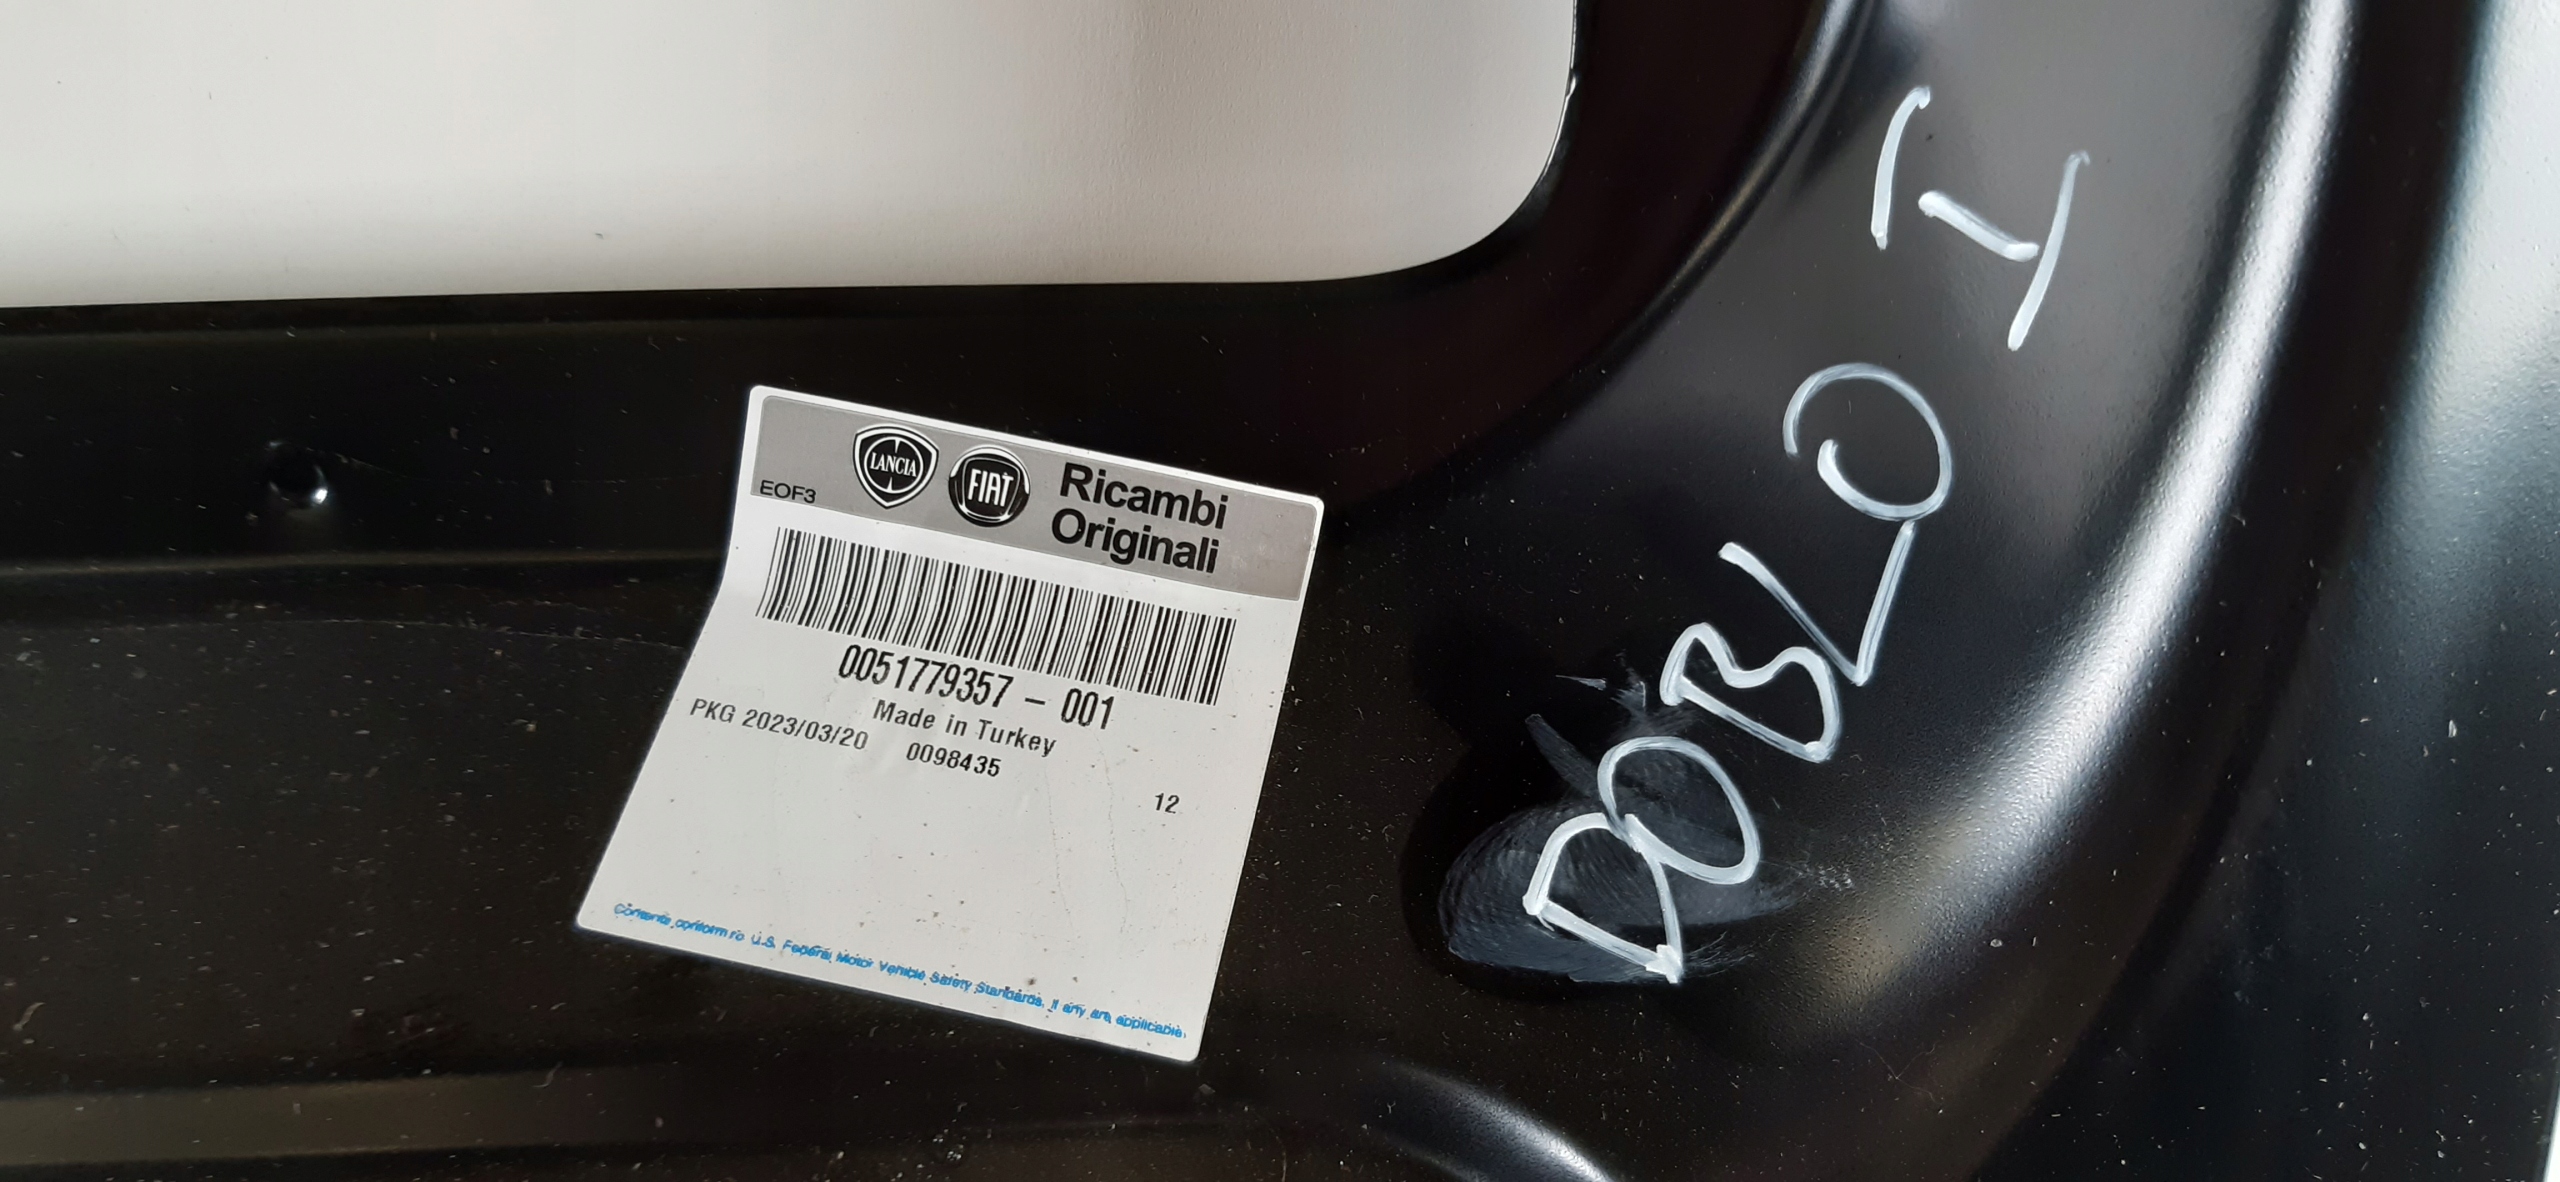 LANCIA
FIAT
Ricambi
Originali
EOF3
0051779357 - 001
Made in Turkey
PKG 2023/03/20 0098435
12
Contents conform to U.S. Federal Motor Vehicle Safety Standards, if any are applicable.
DOBLO I